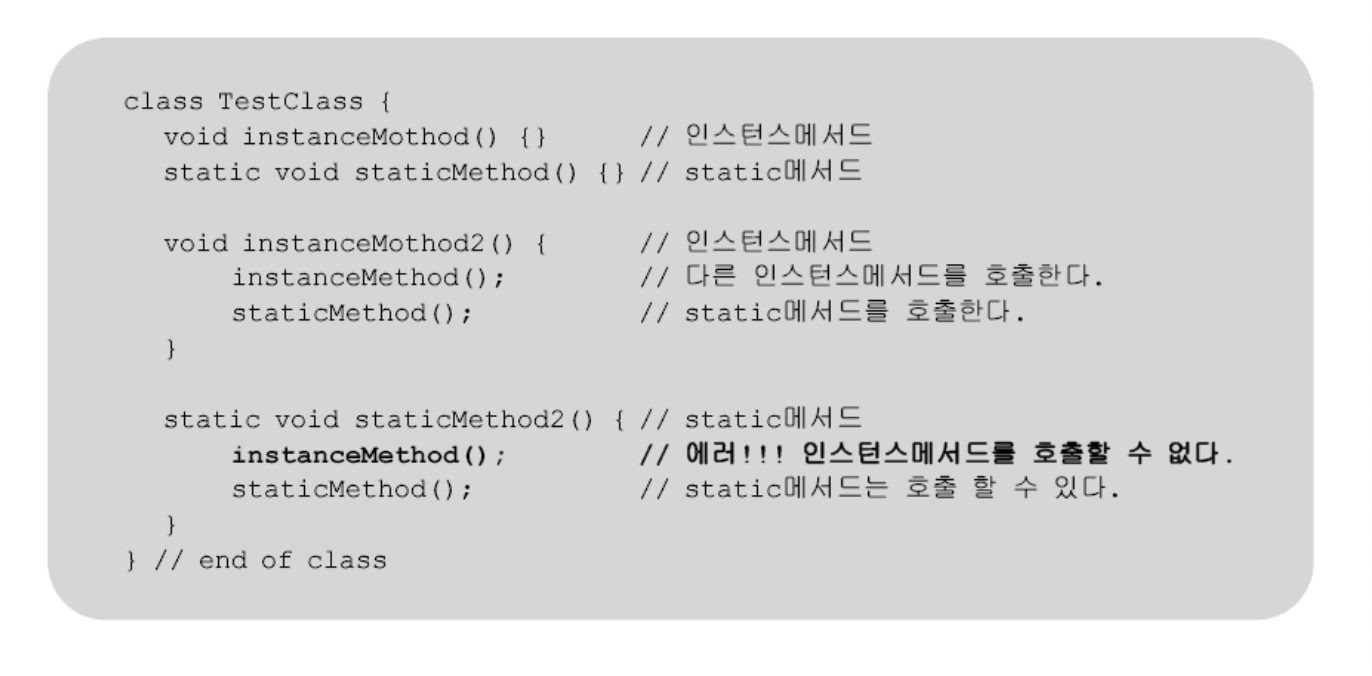 class TestClass {
void instanceMothod() {} // 인스턴스메서드
static void staticMethod() {} // static메서드
void instanceMothod2() { // 인스턴스메서드
instanceMethod(); // 다른 인스턴스메서드를 호출한다.
staticMethod(); // static메서드를 호출한다.
}
static void staticMethod2() { // static메서드
instanceMethod(); // 에러!!! 인스턴스메서드를 호출할 수 없다.
staticMethod(); // static메서드는 호출 할 수 있다.
}
} // end of class